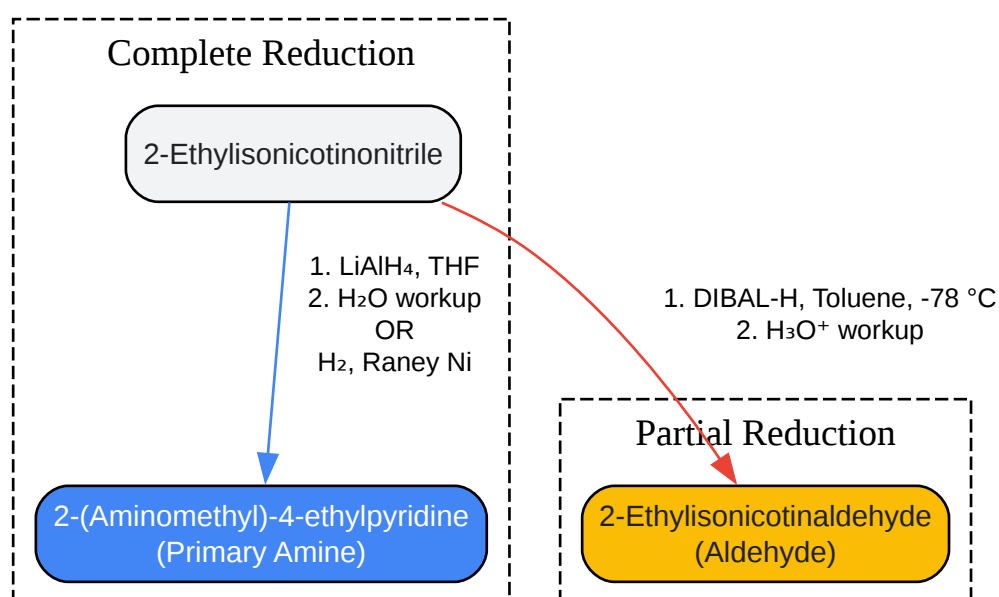 Complete Reduction
2-Ethylisonicotinonitrile
1. LiAlH₄, THF
2. H₂O workup
OR
H₂, Raney Ni
1. DIBAL-H, Toluene, -78 °C
2. H₃O⁺ workup
Partial Reduction
2-(Aminomethyl)-4-ethylpyridine
(Primary Amine)
2-Ethylisonicotinaldehyde
(Aldehyde)